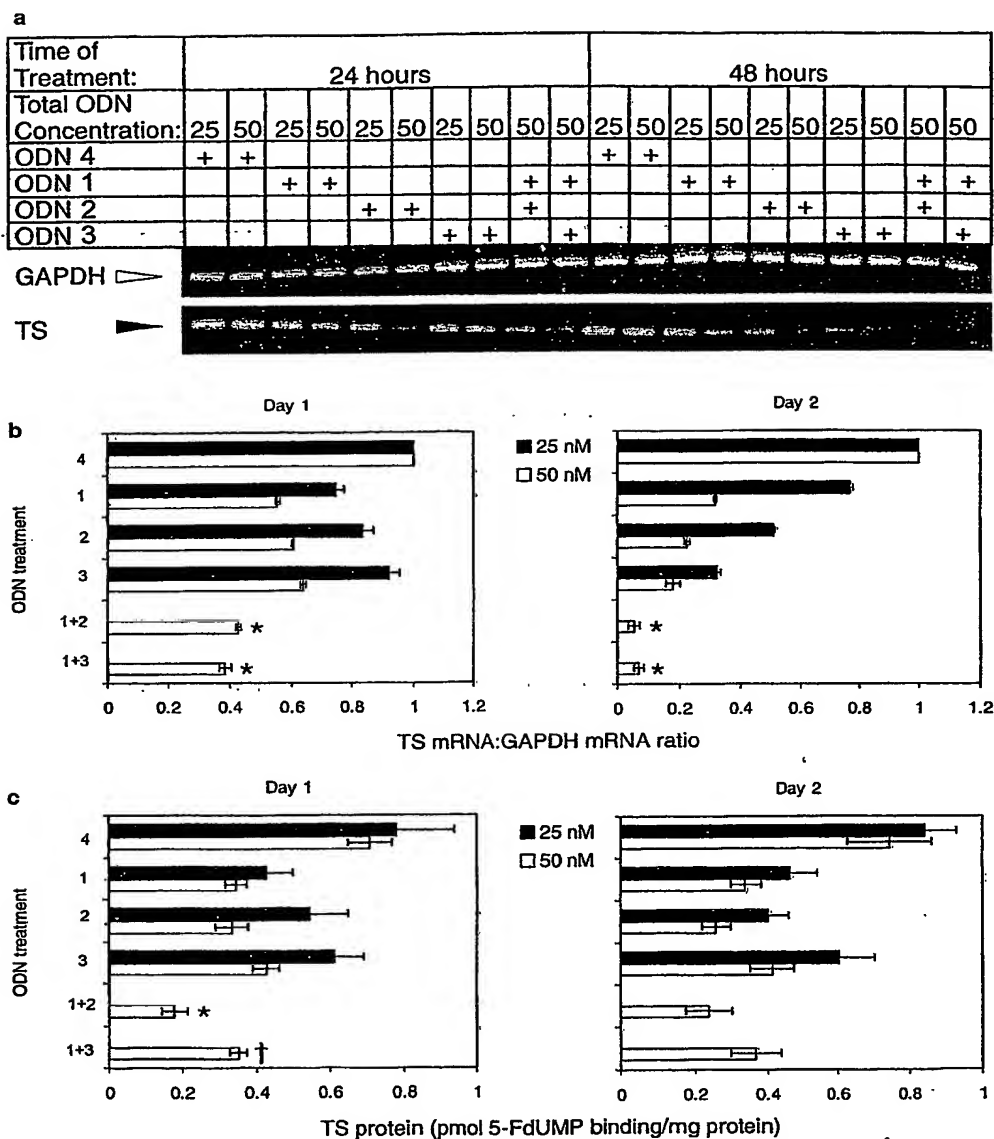 a
Time of
Treatment: 24 hours 48 hours
Total ODN
Concentration: 25 50 25 50 25 50 25 50 50 50 25 50 25 50 25 50 25 50 50 50
ODN 4 + + + +
ODN 1 + + + + + + + +
ODN 2 + + + + + +
ODN 3 + + + + + +
GAPDH
TS
b
Day 1 Day 2
25 nM
50 nM
ODN treatment
4
1
2
3
1+2 * *
1+3 * *
0 0.2 0.4 0.6 0.8 1 1.2 0 0.2 0.4 0.6 0.8 1.0 1.2
TS mRNA:GAPDH mRNA ratio
c
Day 1 Day 2
25 nM
50 nM
ODN treatment
4
1
2
3
1+2 *
1+3 †
0 0.2 0.4 0.6 0.8 1 0 0.2 0.4 0.6 0.8 1
TS protein (pmol 5-FdUMP binding/mg protein)